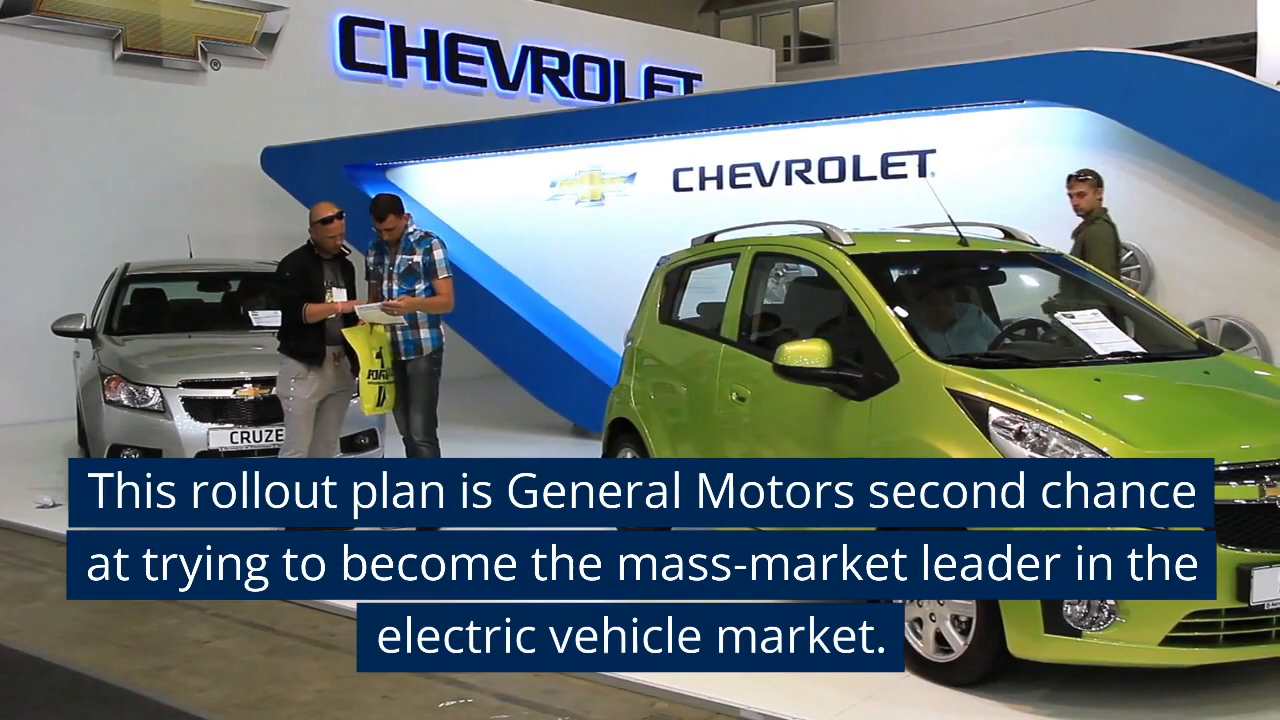 CHEVROLET
CHEVROLET
CRUZE
This rollout plan is General Motors second chance
at trying to become the mass-market leader in the
electric vehicle market.